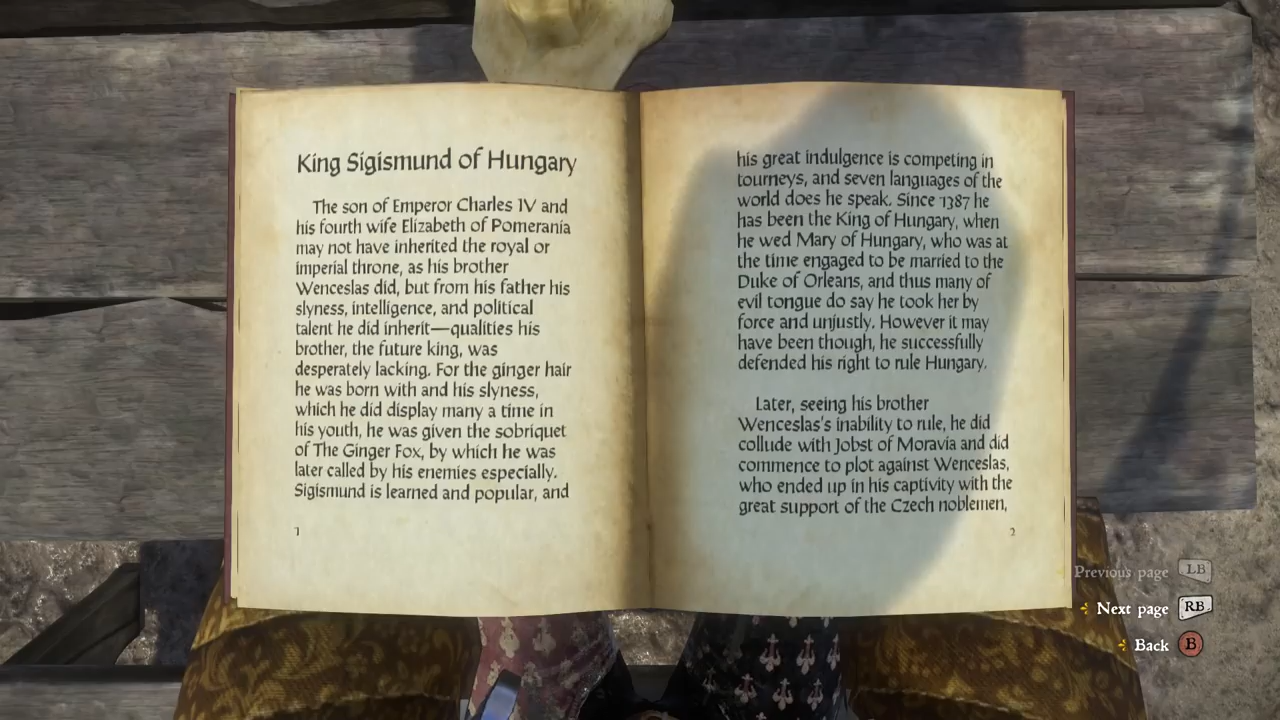 King Sigismund of Hungary
The son of Emperor Charles IV and
his fourth wife Elizabeth of Pomerania
may not have inherited the royal or
imperial throne, as his brother
Wenceslas did, but from his father his
slyness, intelligence, and political
talent he did inherit—qualities his
brother, the future king, was
desperately lacking. For the ginger hair
he was born with and his slyness,
which he did display many a time in
his youth, he was given the sobriquet
of The Ginger Fox, by which he was
later called by his enemies especially.
Sigismund is learned and popular, and
1
his great indulgence is competing in
tourneys, and seven languages of the
world does he speak. Since 1387 he
has been the King of Hungary, when
he wed Mary of Hungary, who was at
the time engaged to be married to the
Duke of Orleans, and thus many of
evil tongue do say he took her by
force and unjustly. However it may
have been though, he successfully
defended his right to rule Hungary.
Later, seeing his brother
Wenceslas's inability to rule, he did
collude with Jobst of Moravia and did
commence to plot against Wenceslas,
who ended up in his captivity with the
great support of the Czech noblemen,
2
Previous page LB
Next page RB
Back B